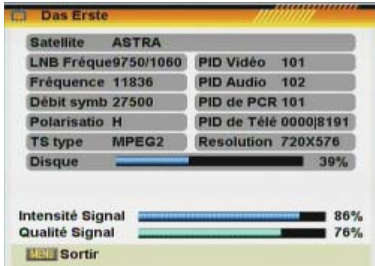 Das Erste
Satellite ASTRA
LNB Fréque9750/1060 PID Vidéo 101
Fréquence 11836 PID Audio 102
Débit symb 27500 PID de PCR 101
Polarisatio H PID de Télé 0000|8191
TS type MPEG2 Resolution 720X576
Disque 39%
Intensité Signal 86%
Qualité Signal 76%
MENU Sortir